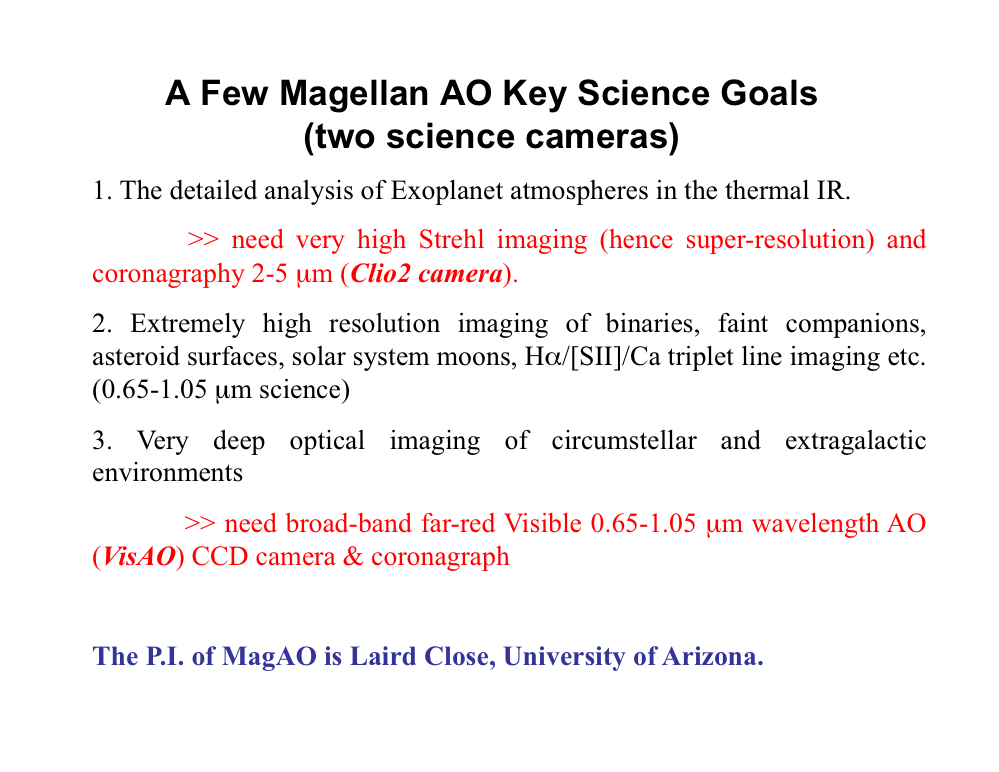 A Few Magellan AO Key Science Goals
(two science cameras)
1. The detailed analysis of Exoplanet atmospheres in the thermal IR.
>> need very high Strehl imaging (hence super-resolution) and
coronagraphy 2-5 μm (Clio2 camera).
2. Extremely high resolution imaging of binaries, faint companions,
asteroid surfaces, solar system moons, Hα/[SII]/Ca triplet line imaging etc.
(0.65-1.05 μm science)
3. Very deep optical imaging of circumstellar and extragalactic
environments
>> need broad-band far-red Visible 0.65-1.05 μm wavelength AO
(VisAO) CCD camera & coronagraph
The P.I. of MagAO is Laird Close, University of Arizona.